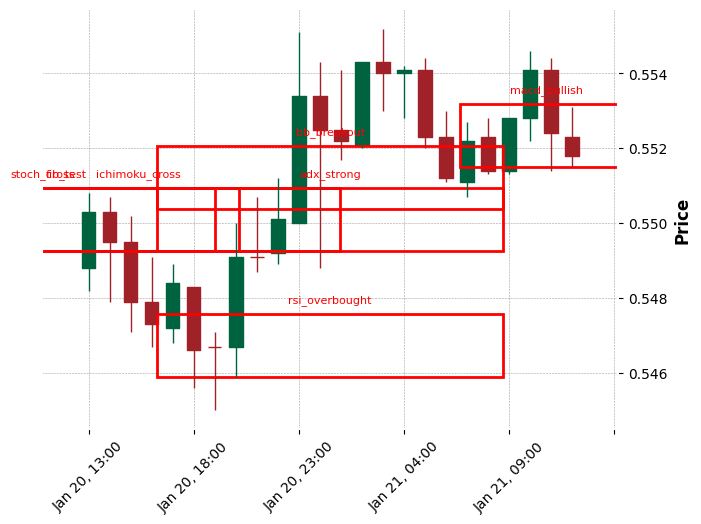 0.554
macd_bullish
bb_breakout
0.552
stoch_cross
ichimoku_cross
adx_strong
0.550
Price
rsi_overbought
0.548
0.546
Jan 20, 13:00
Jan 20, 18:00
Jan 20, 23:00
Jan 21, 04:00
Jan 21, 09:00